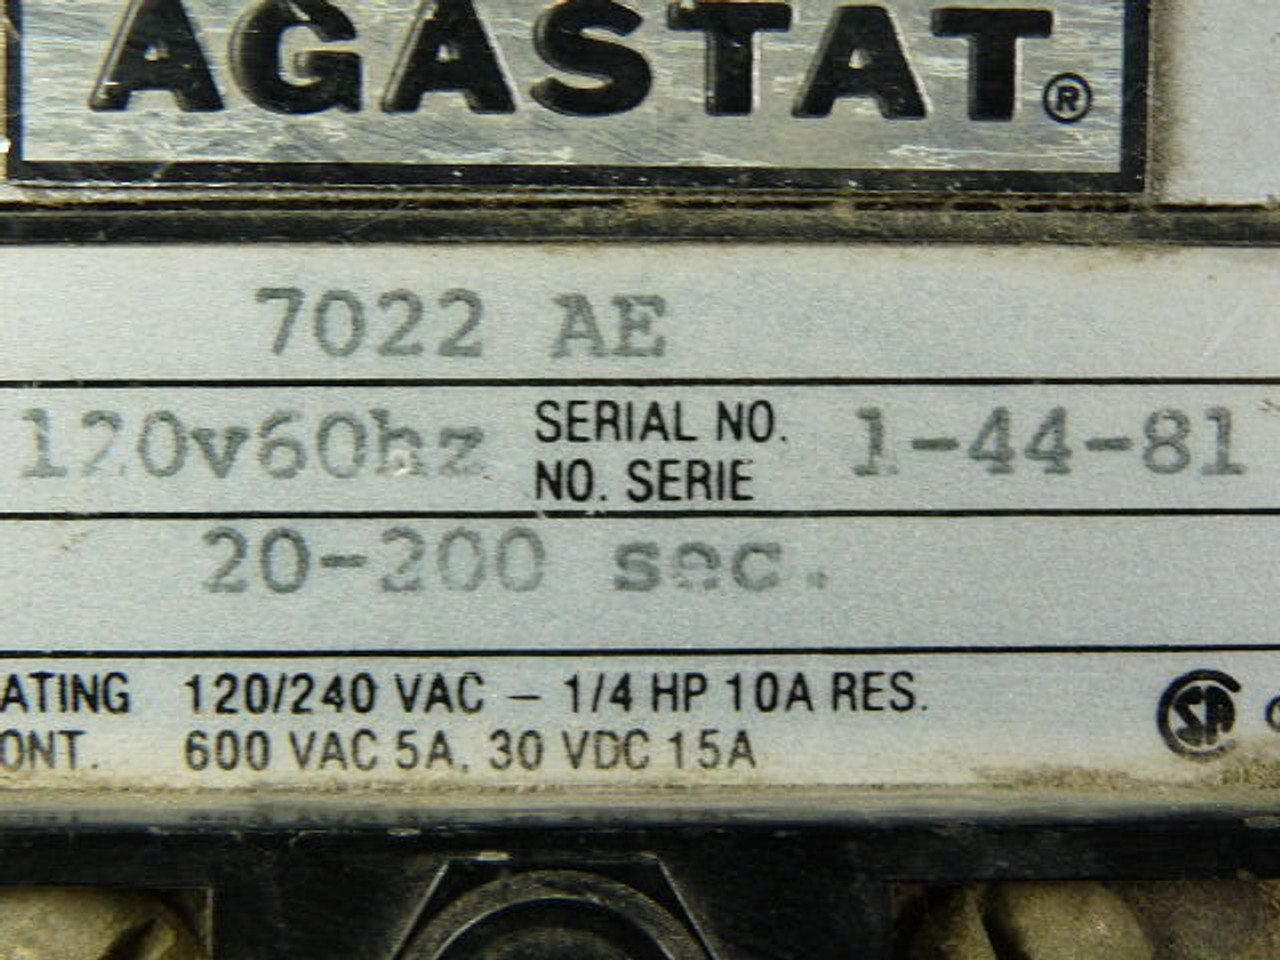 AGASTAT®
7022 AE
120v60hz SERIAL NO. 1-44-81
NO. SERIE
20-200 sec.
ATING 120/240 VAC – 1/4 HP 10A RES.
ONT. 600 VAC 5A, 30 VDC 15A